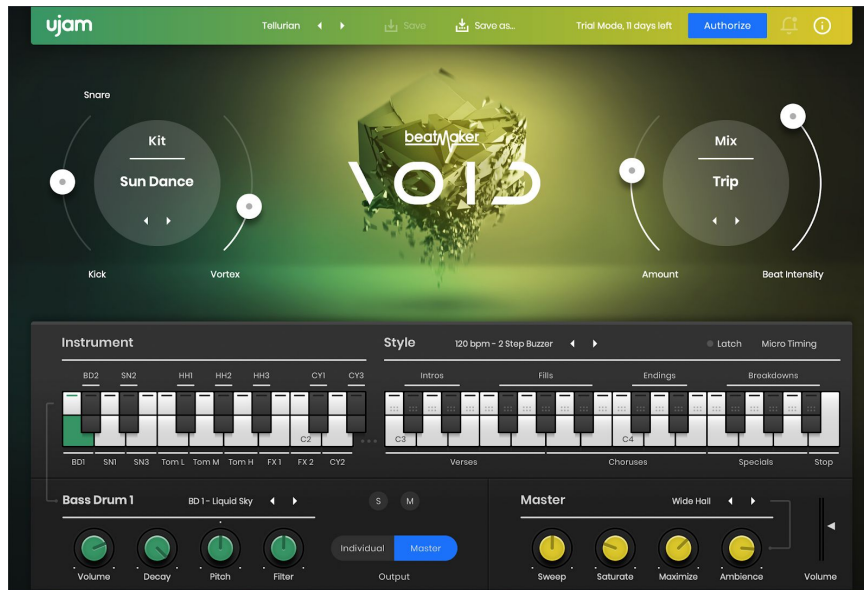 ujam
Tellurian
Save
Save as...
Trial Mode, 11 days left
Authorize
Snare
Kit
Sun Dance
Kick
Vortex
beatMaker
VOID
Mix
Trip
Amount
Beat Intensity
Instrument
Style
120 bpm - 2 Step Buzzer
Latch
Micro Timing
BD2 SN2 HH1 HH2 HH3 CY1 CY3
Intros Fills Endings Breakdowns
C2
C3
C4
BD1 SN1 SN3 Tom L Tom M Tom H FX 1 FX 2 CY2
Verses Choruses Specials Stop
Bass Drum 1
BD 1 - Liquid Sky
S M
Master
Wide Hall
Individual Master
Volume Decay Pitch Filter
Output
Sweep Saturate Maximize Ambience
Volume